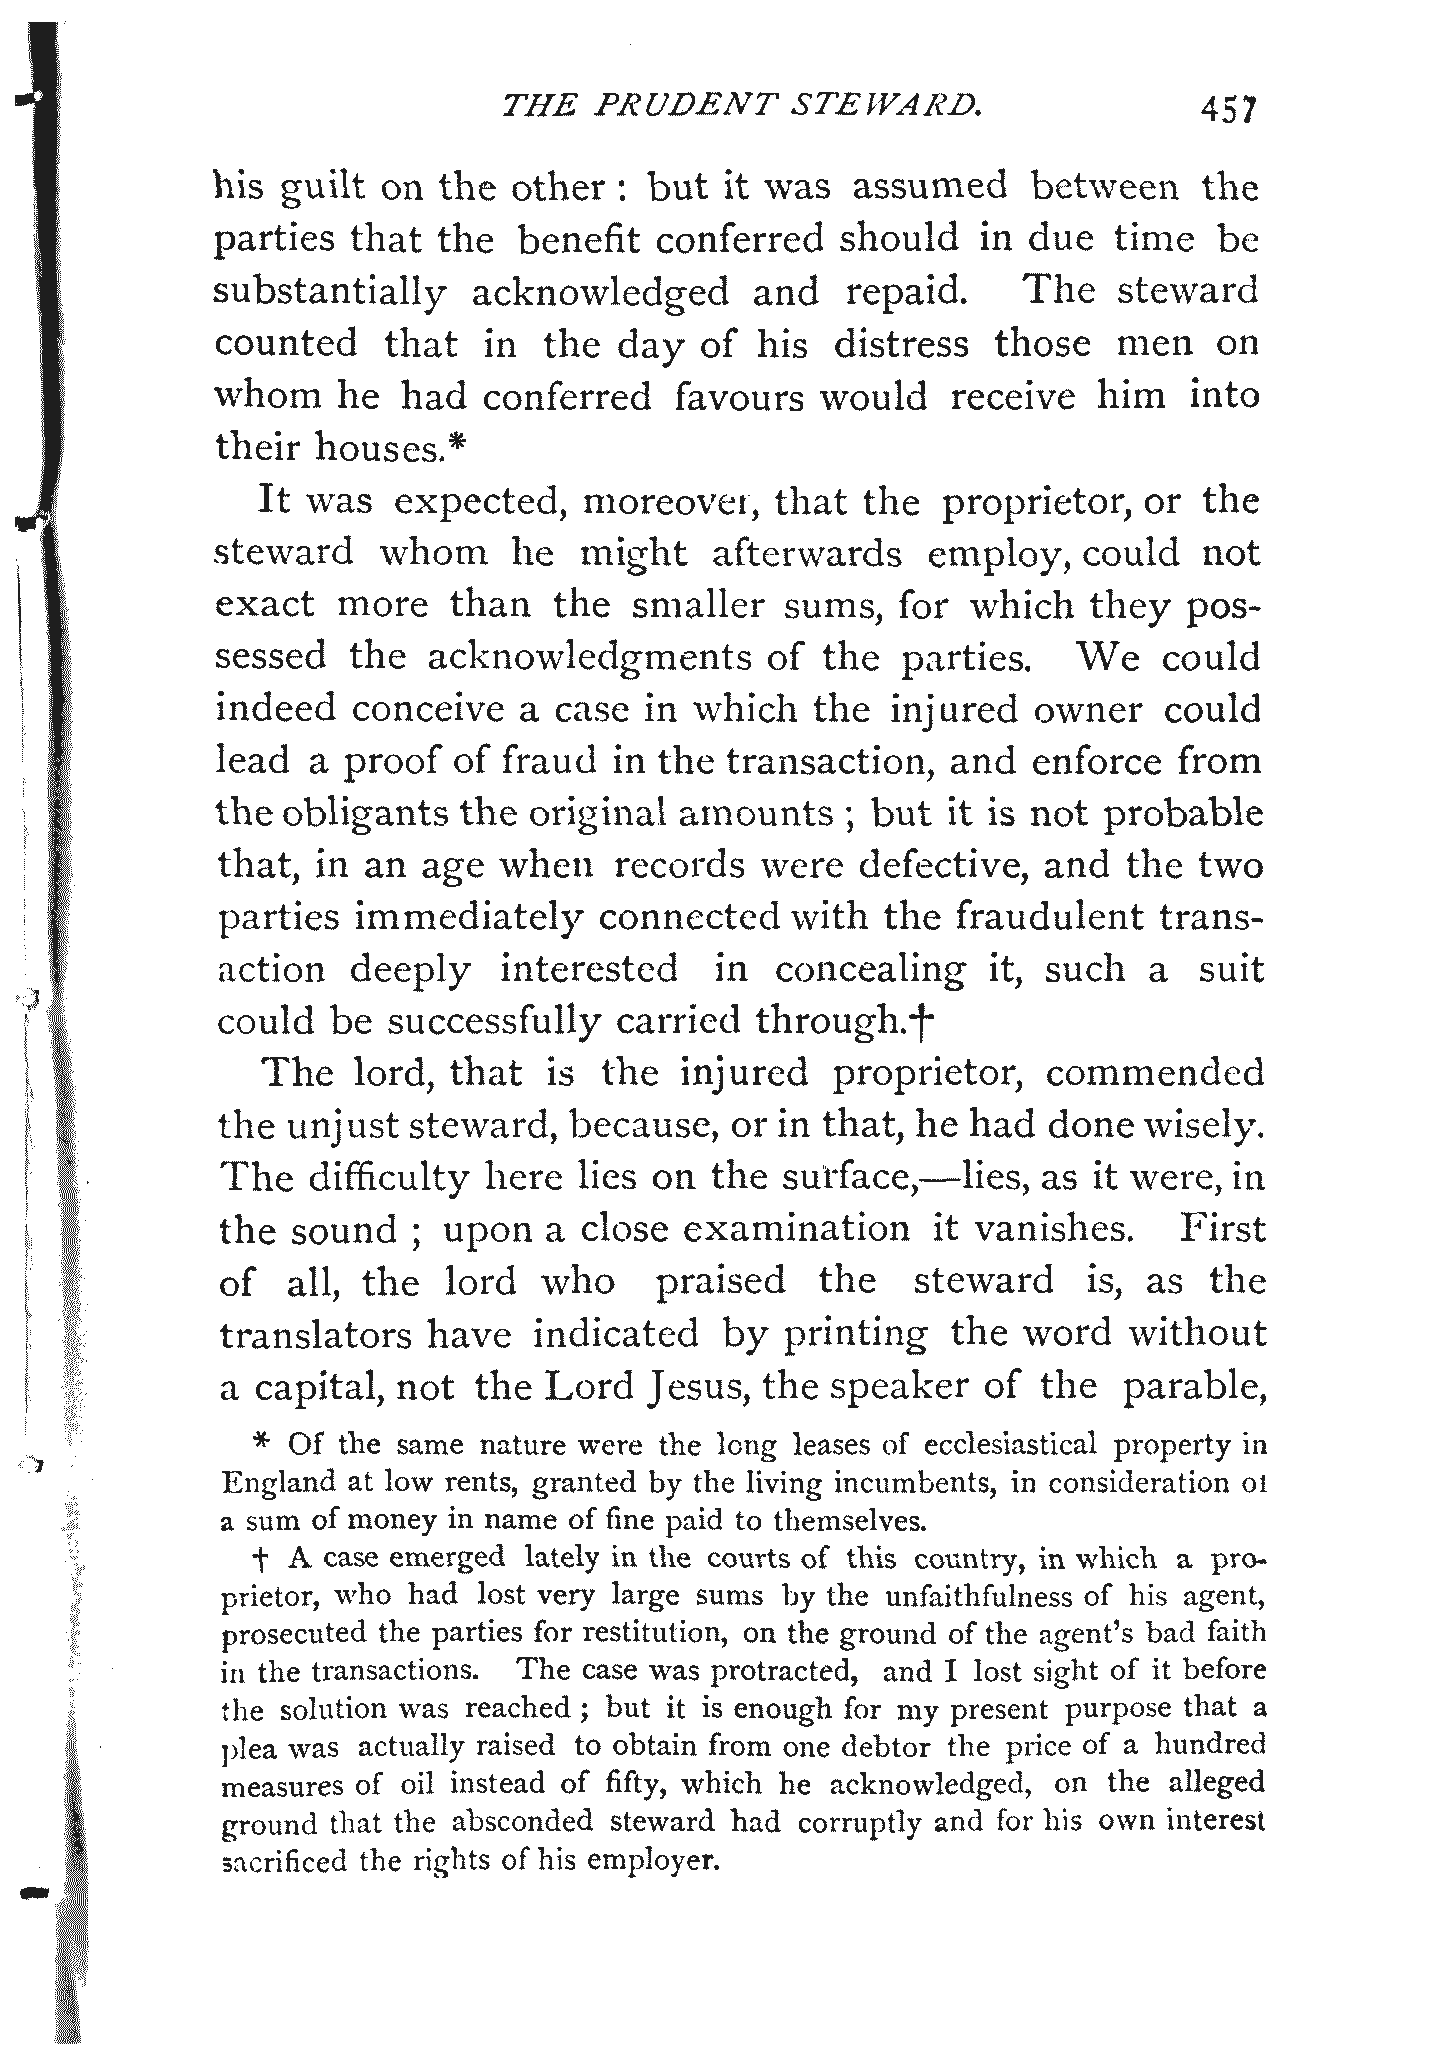 THE PRUDENT STEWARD. 457
his guilt on the other : but it was assumed between the
parties that the benefit conferred should in due time be
substantially acknowledged and repaid. The steward
counted that in the day of his distress those men on
whom he had conferred favours would receive him into
their houses.*
It was expected, moreover, that the proprietor, or the
steward whom he might afterwards employ, could not
exact more than the smaller sums, for which they pos-
sessed the acknowledgments of the parties. We could
indeed conceive a case in which the injured owner could
lead a proof of fraud in the transaction, and enforce from
the obligants the original amounts ; but it is not probable
that, in an age when records were defective, and the two
parties immediately connected with the fraudulent trans-
action deeply interested in concealing it, such a suit
could be successfully carried through.†
The lord, that is the injured proprietor, commended
the unjust steward, because, or in that, he had done wisely.
The difficulty here lies on the surface,—lies, as it were, in
the sound ; upon a close examination it vanishes. First
of all, the lord who praised the steward is, as the
translators have indicated by printing the word without
a capital, not the Lord Jesus, the speaker of the parable,
* Of the same nature were the long leases of ecclesiastical property in
England at low rents, granted by the living incumbents, in consideration of
a sum of money in name of fine paid to themselves.
† A case emerged lately in the courts of this country, in which a pro-
prietor, who had lost very large sums by the unfaithfulness of his agent,
prosecuted the parties for restitution, on the ground of the agent's bad faith
in the transactions. The case was protracted, and I lost sight of it before
the solution was reached ; but it is enough for my present purpose that a
plea was actually raised to obtain from one debtor the price of a hundred
measures of oil instead of fifty, which he acknowledged, on the alleged
ground that the absconded steward had corruptly and for his own interest
sacrificed the rights of his employer.